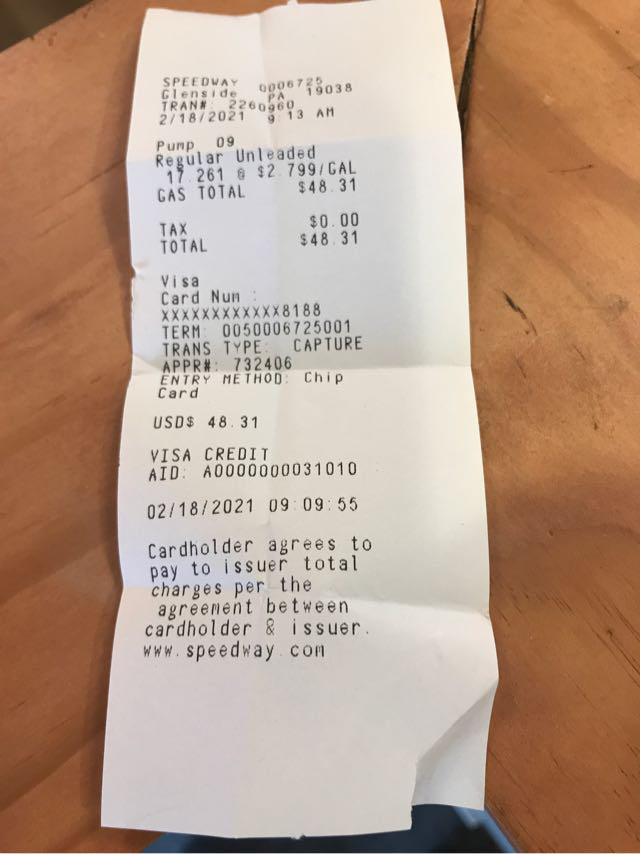 SPEEDWAY 0006725
Glenside PA 19038
TRAN#: 2260960
2/18/2021 9:13 AM
Pump 09
Regular Unleaded
17.261 @ $2.799/GAL
GAS TOTAL $48.31
TAX $0.00
TOTAL $48.31
Visa
Card Num :
XXXXXXXXXXXX8188
TERM: 0050006725001
TRANS TYPE: CAPTURE
APPR#: 732406
ENTRY METHOD: Chip
Card
USD$ 48.31
VISA CREDIT
AID: A0000000031010
02/18/2021 09:09:55
Cardholder agrees to
pay to issuer total
charges per the
agreement between
cardholder & issuer.
www.speedway.com